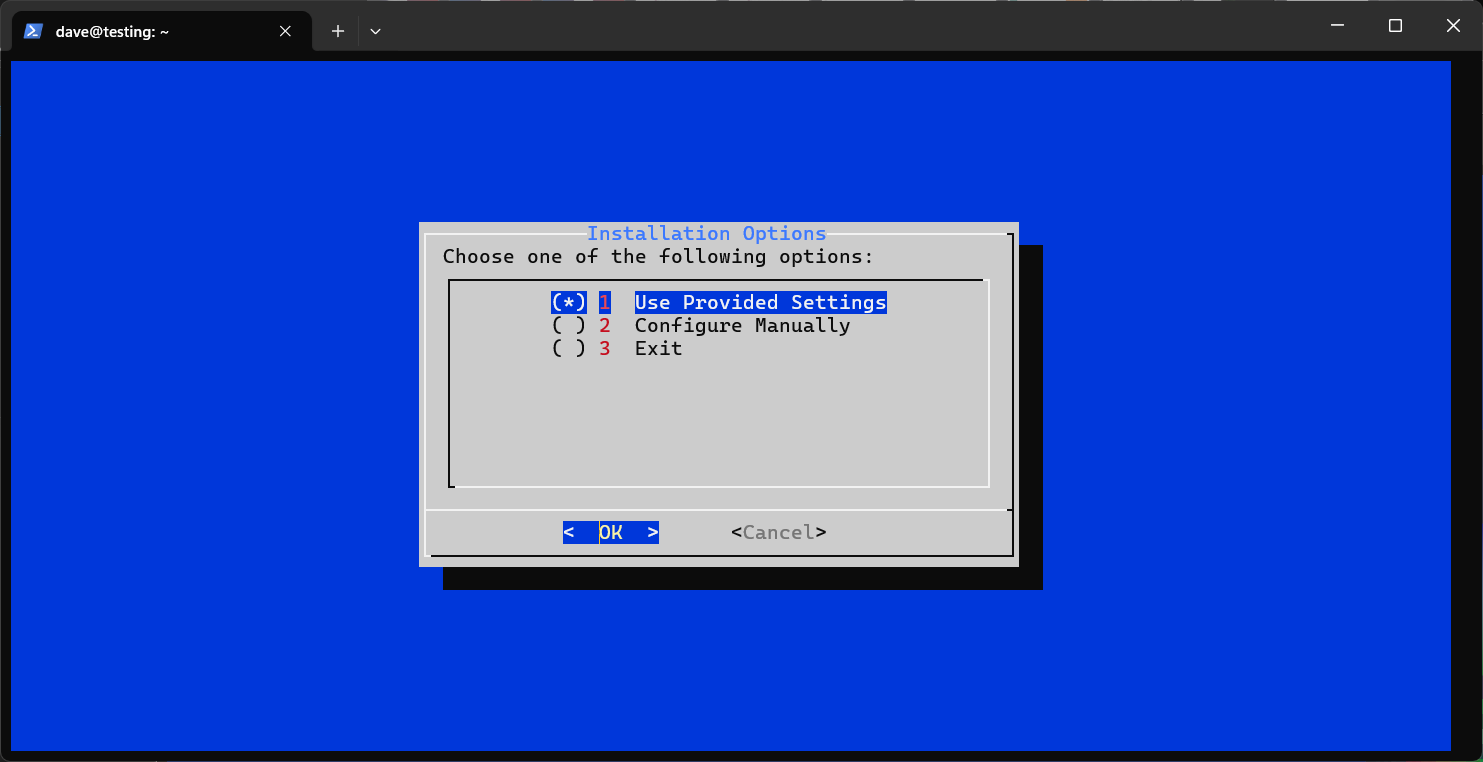 dave@testing: ~
Installation Options
Choose one of the following options:
(*) 1 Use Provided Settings
( ) 2 Configure Manually
( ) 3 Exit
< OK > <Cancel>